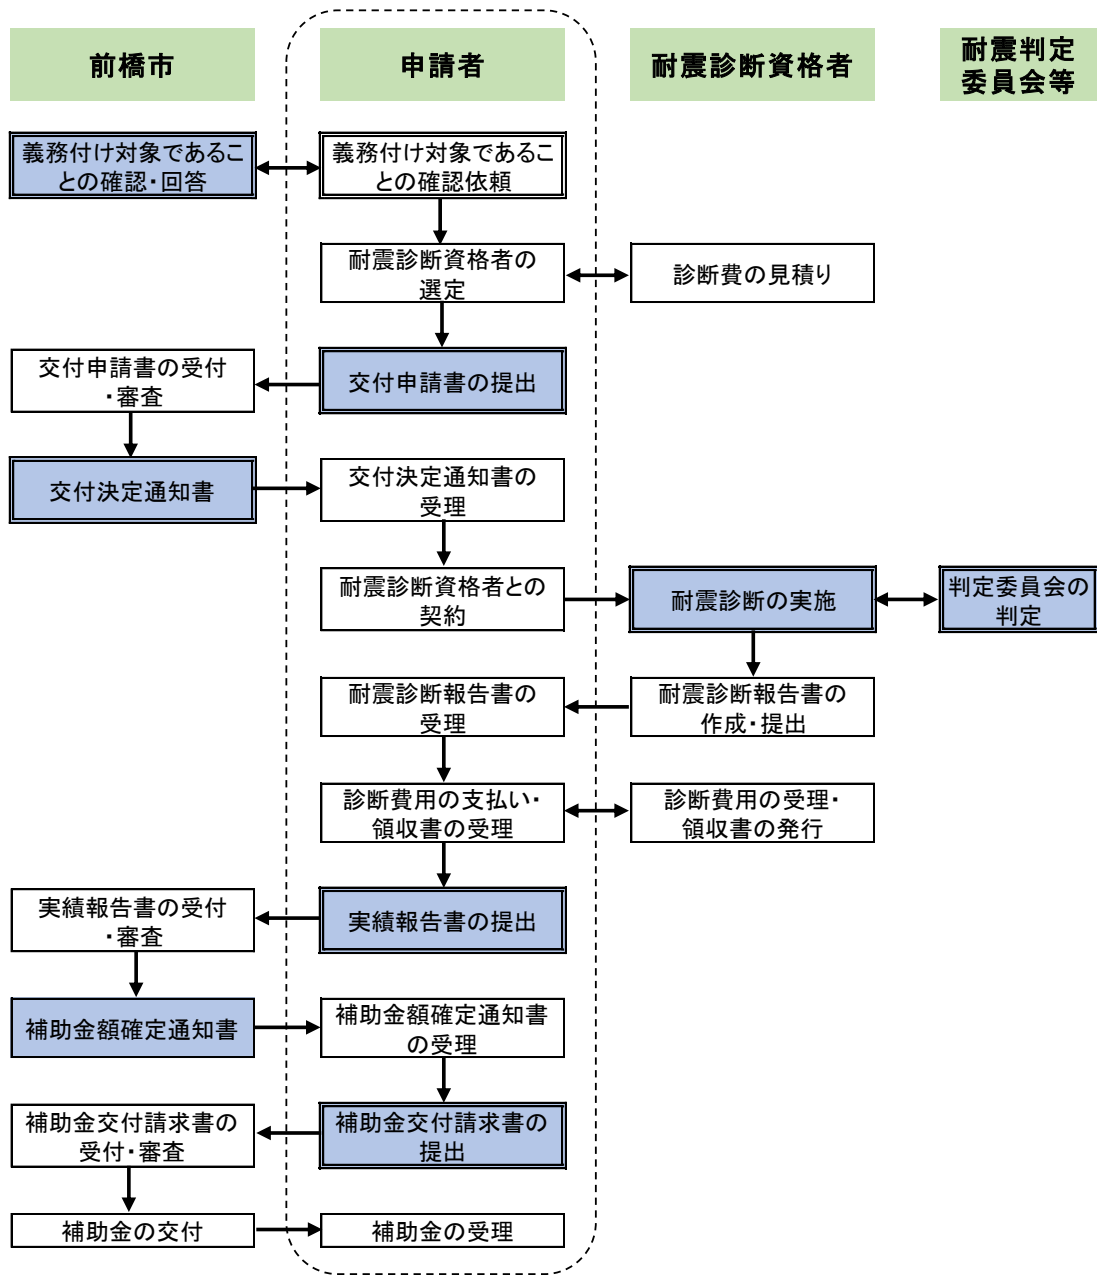 前橋市
申請者
耐震診断資格者
耐震判定
委員会等
義務付け対象であるこ
との確認・回答
義務付け対象であるこ
との確認依頼
耐震診断資格者の
選定
診断費の見積り
交付申請書の受付
・審査
交付申請書の提出
交付決定通知書
交付決定通知書の
受理
耐震診断資格者との
契約
耐震診断の実施
判定委員会の
判定
耐震診断報告書の
受理
耐震診断報告書の
作成・提出
診断費用の支払い・
領収書の受理
診断費用の受理・
領収書の発行
実績報告書の受付
・審査
実績報告書の提出
補助金額確定通知書
補助金額確定通知書
の受理
補助金交付請求書の
受付・審査
補助金交付請求書の
提出
補助金の交付
補助金の受理